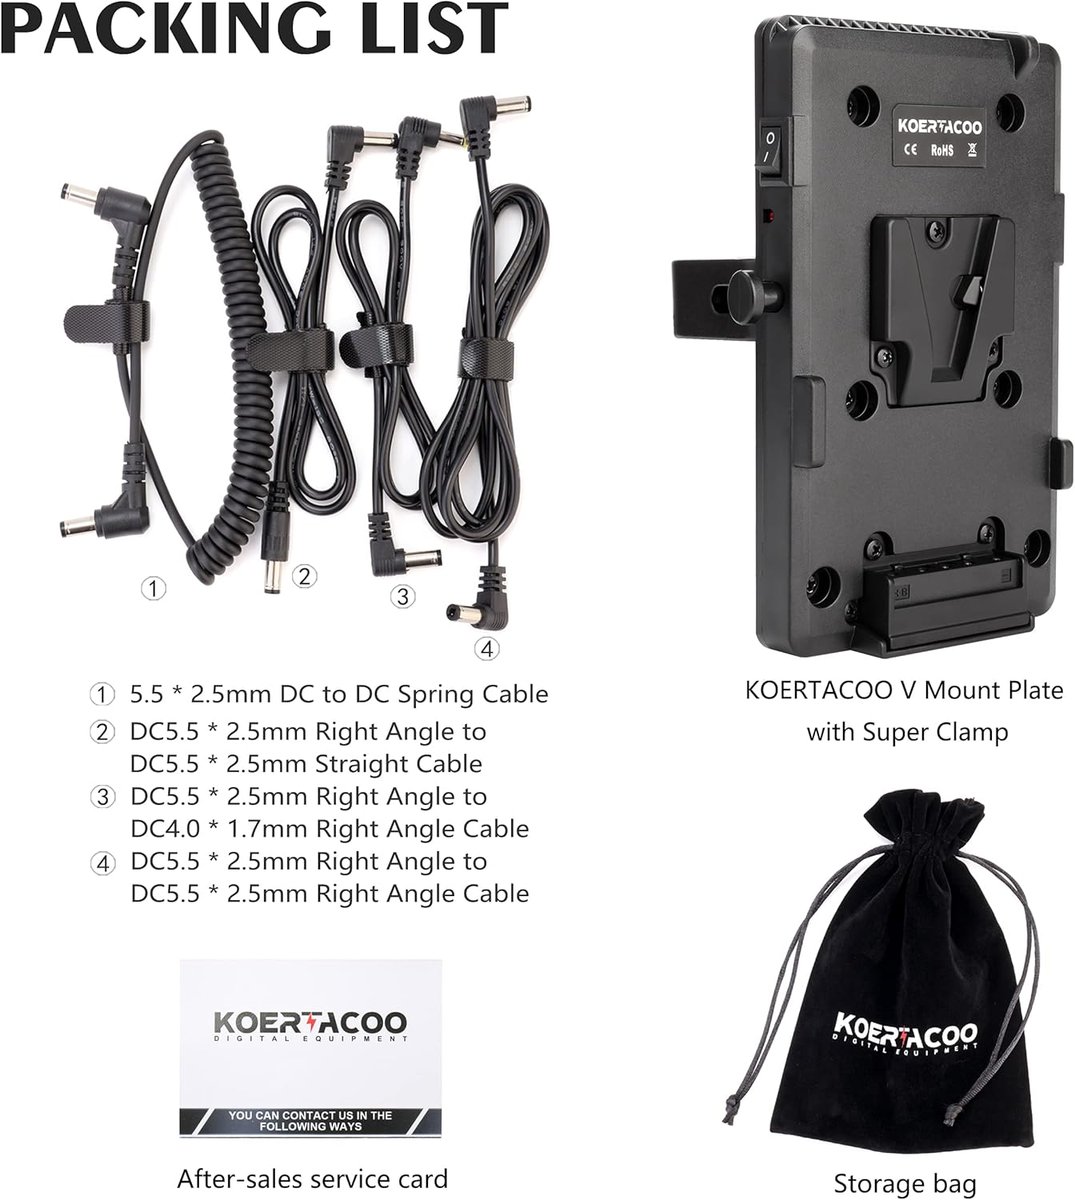 PACKING LIST
KOERTACOO
CE RoHS
O
I
1
2
3
4
1 5.5 * 2.5mm DC to DC Spring Cable
2 DC5.5 * 2.5mm Right Angle to
DC5.5 * 2.5mm Straight Cable
3 DC5.5 * 2.5mm Right Angle to
DC4.0 * 1.7mm Right Angle Cable
4 DC5.5 * 2.5mm Right Angle to
DC5.5 * 2.5mm Right Angle Cable
KOERTACOO V Mount Plate
with Super Clamp
KOERTACOO
DIGITAL EQUIPMENT
YOU CAN CONTACT US IN THE
FOLLOWING WAYS
After-sales service card
KOERTACOO
DIGITAL EQUIPMENT
Storage bag